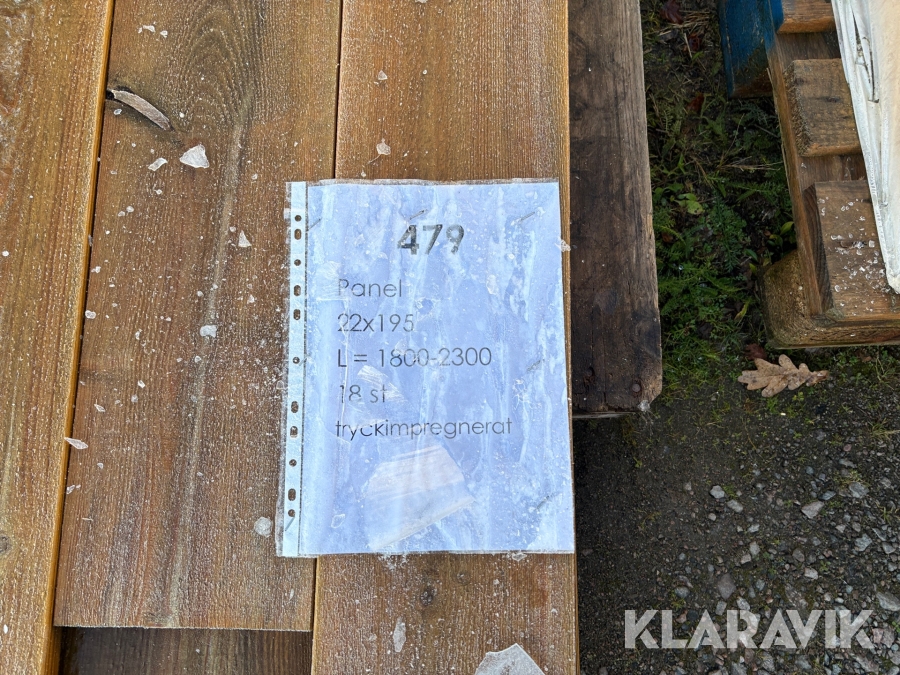 479
Panel
22x195
L= 1800-2300
18 st
tryckimpregnerat
KLARAVIK